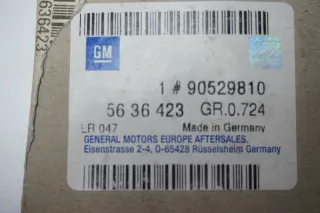 636423
GM
1 # 90529810
56 36 423 GR.0.724
LR 047 Made in Germany
GENERAL MOTORS EUROPE AFTERSALES,
Eisenstrasse 2-4, D-65428 Rüsselsheim Germany